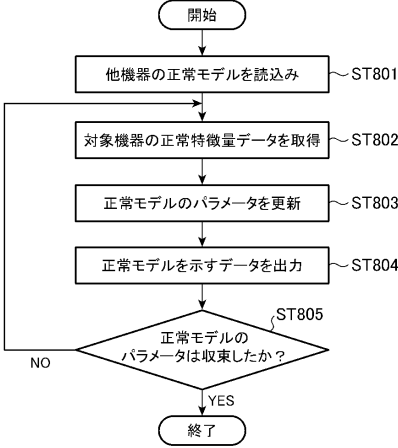 開始
他機器の正常モデルを読込み
ST801
対象機器の正常特徴量データを取得
ST802
正常モデルのパラメータを更新
ST803
正常モデルを示すデータを出力
ST804
ST805
正常モデルの
パラメータは収束したか？
NO
YES
終了